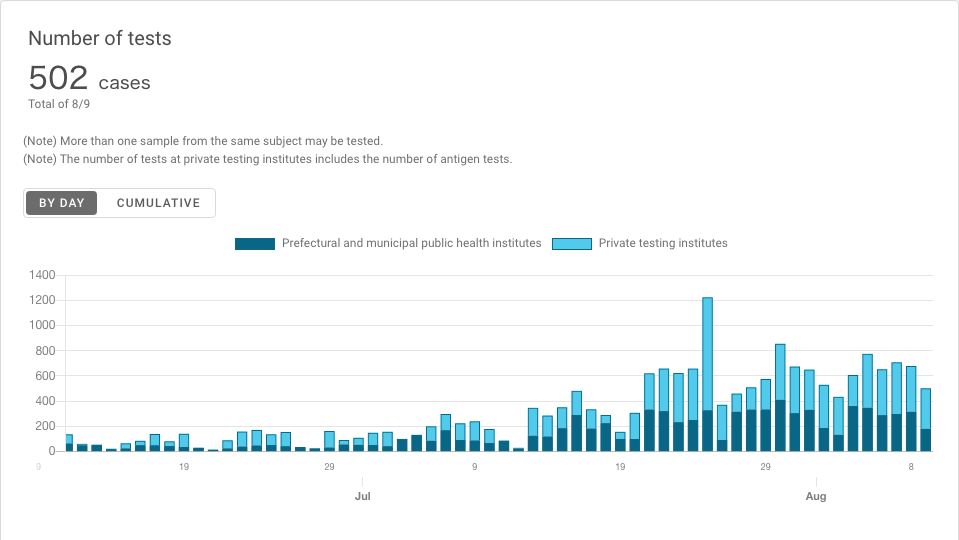 Number of tests
502 cases
Total of 8/9
(Note) More than one sample from the same subject may be tested.
(Note) The number of tests at private testing institutes includes the number of antigen tests.
BY DAY CUMULATIVE
Prefectural and municipal public health institutes Private testing institutes
1400
1200
1000
800
600
400
200
0
9 19 29 9 19 29 8
Jul Aug